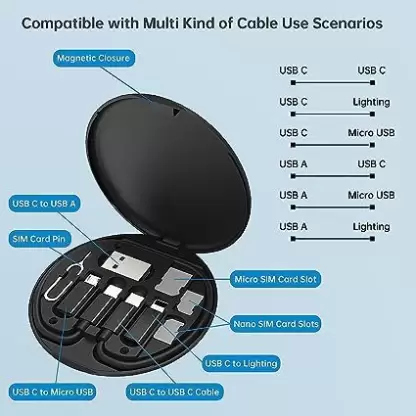 Compatible with Multi Kind of Cable Use Scenarios
Magnetic Closure
USB C USB C
USB C Lighting
USB C Micro USB
USB A USB C
USB A Micro USB
USB A Lighting
USB C to USB A
SIM Card Pin
Micro SIM Card Slot
Nano SIM Card Slots
USB C to Lighting
USB C to Micro USB
USB C to USB C Cable